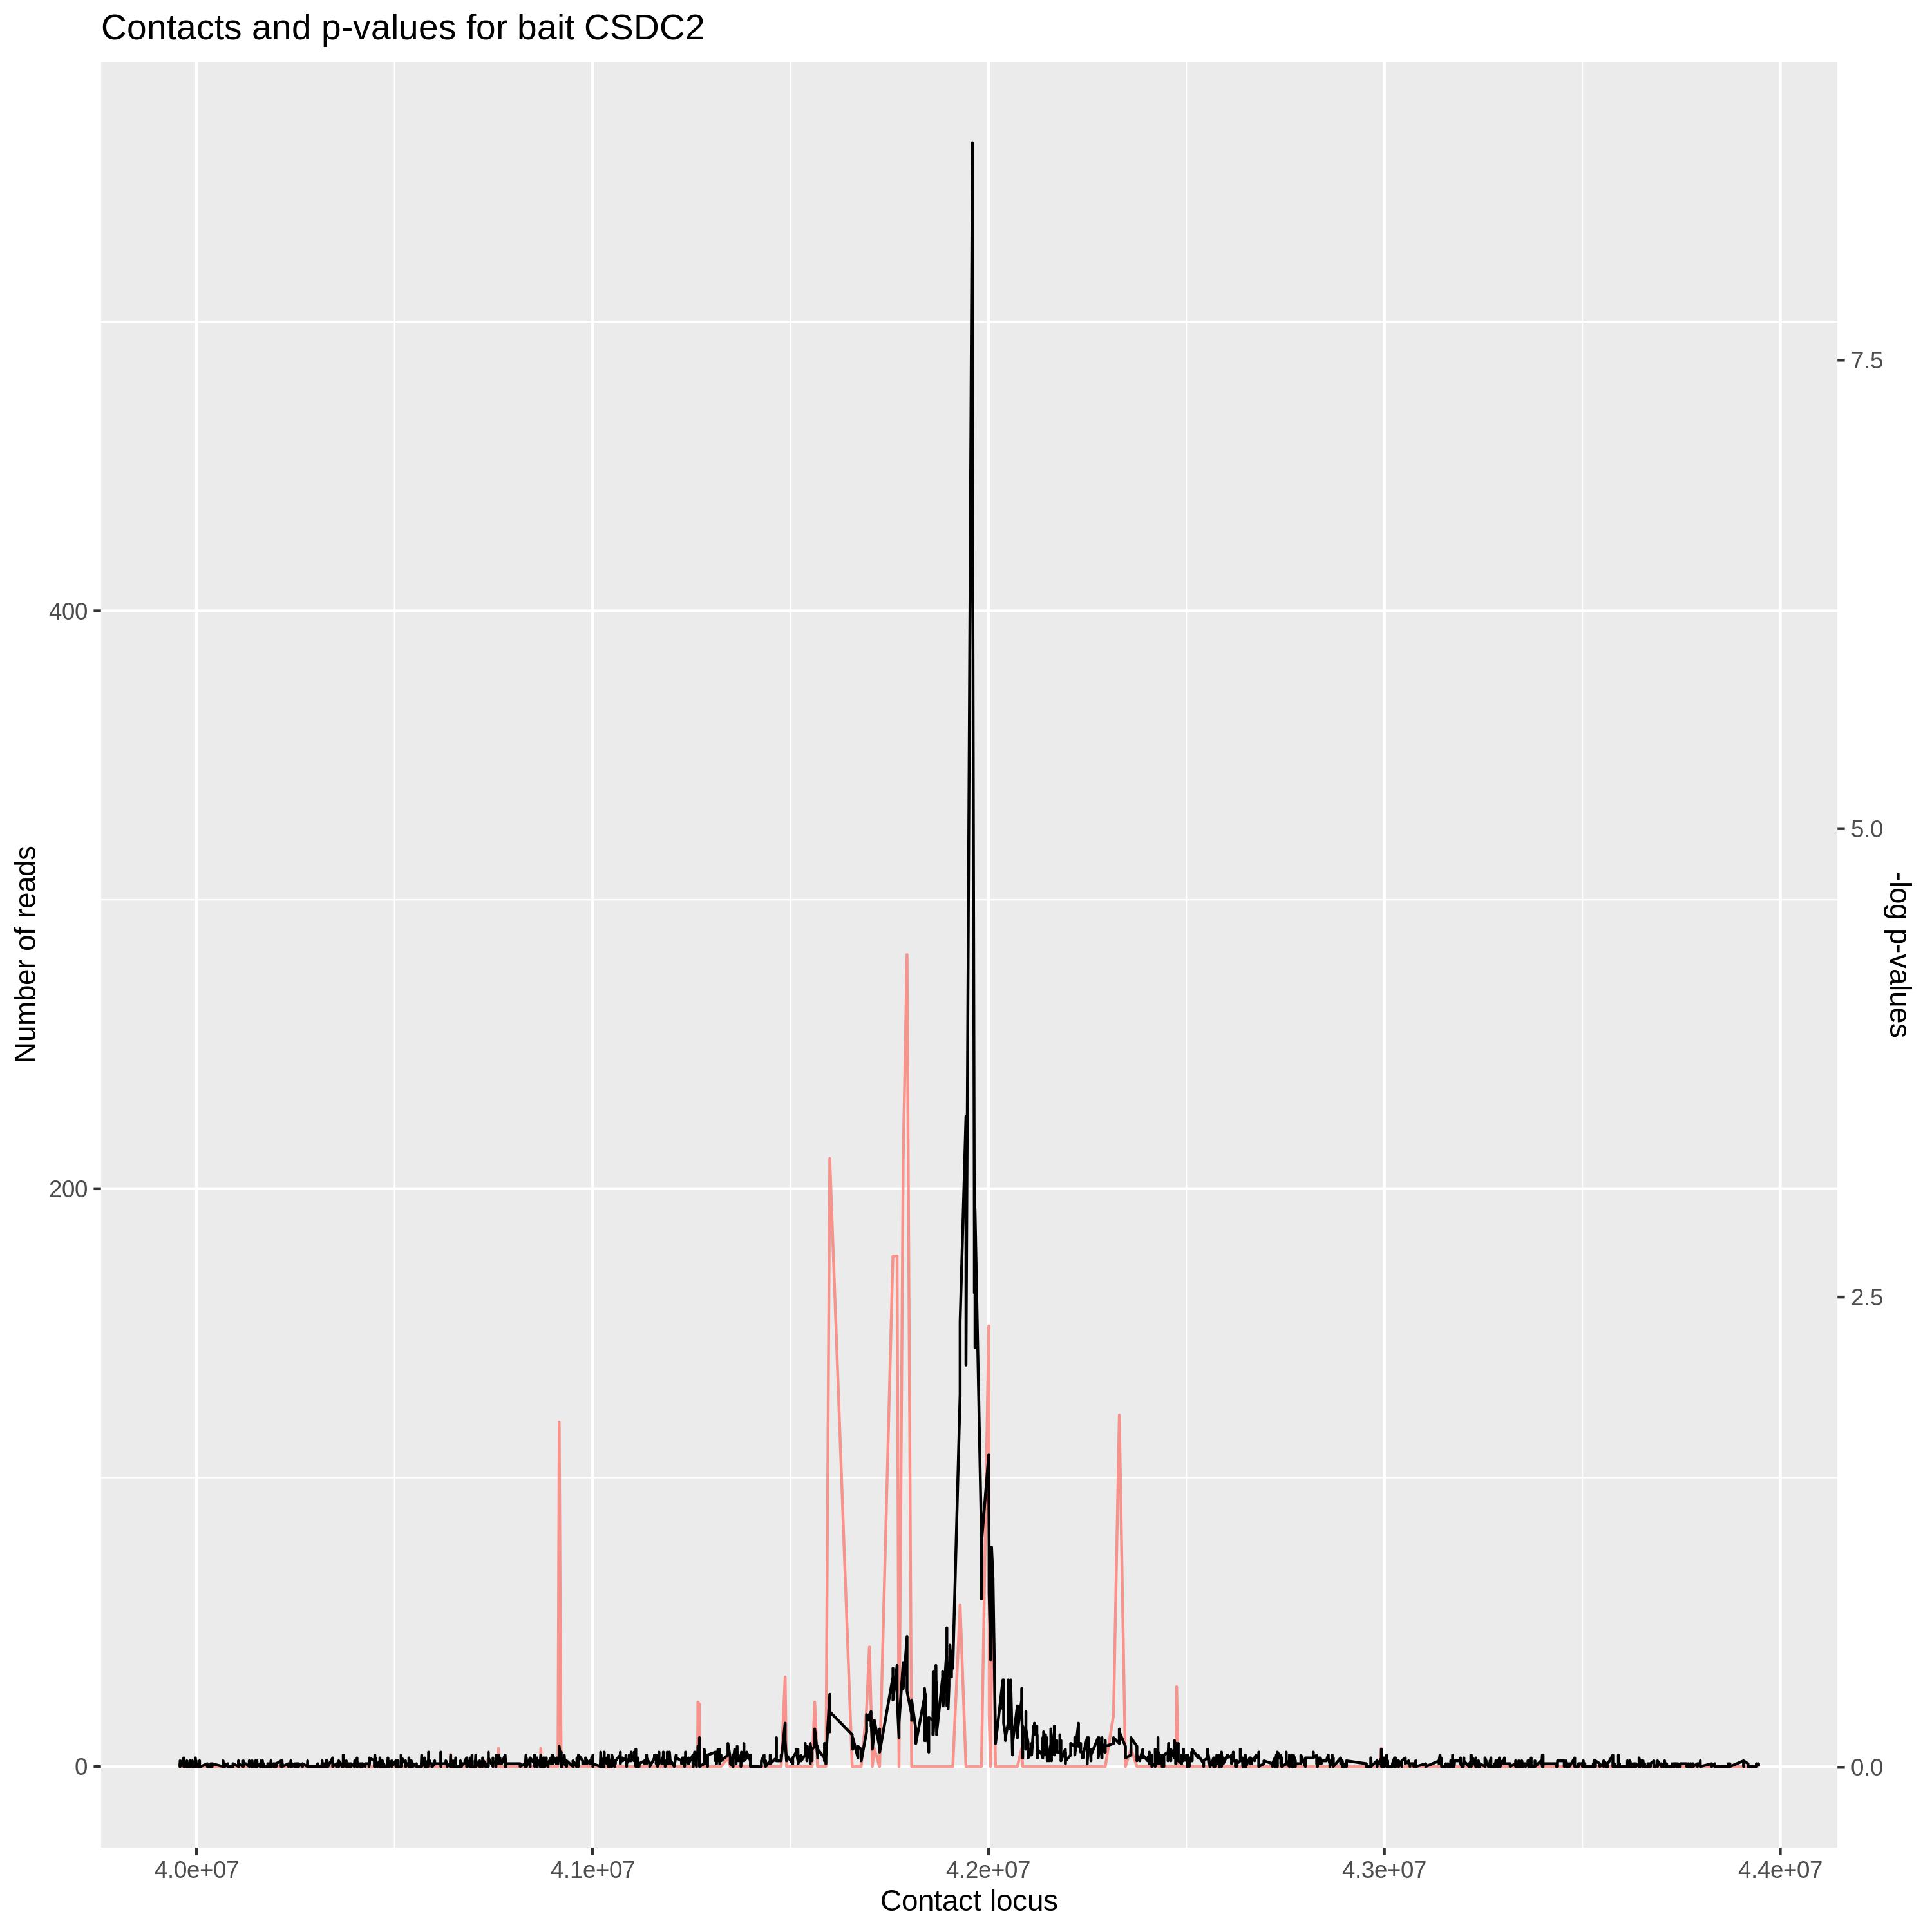 Contacts and p-values for bait CSDC2
Number of reads
400
200
0
7.5
5.0
2.5
0.0
-log p-values
4.0e+07
4.1e+07
4.2e+07
4.3e+07
4.4e+07
Contact locus